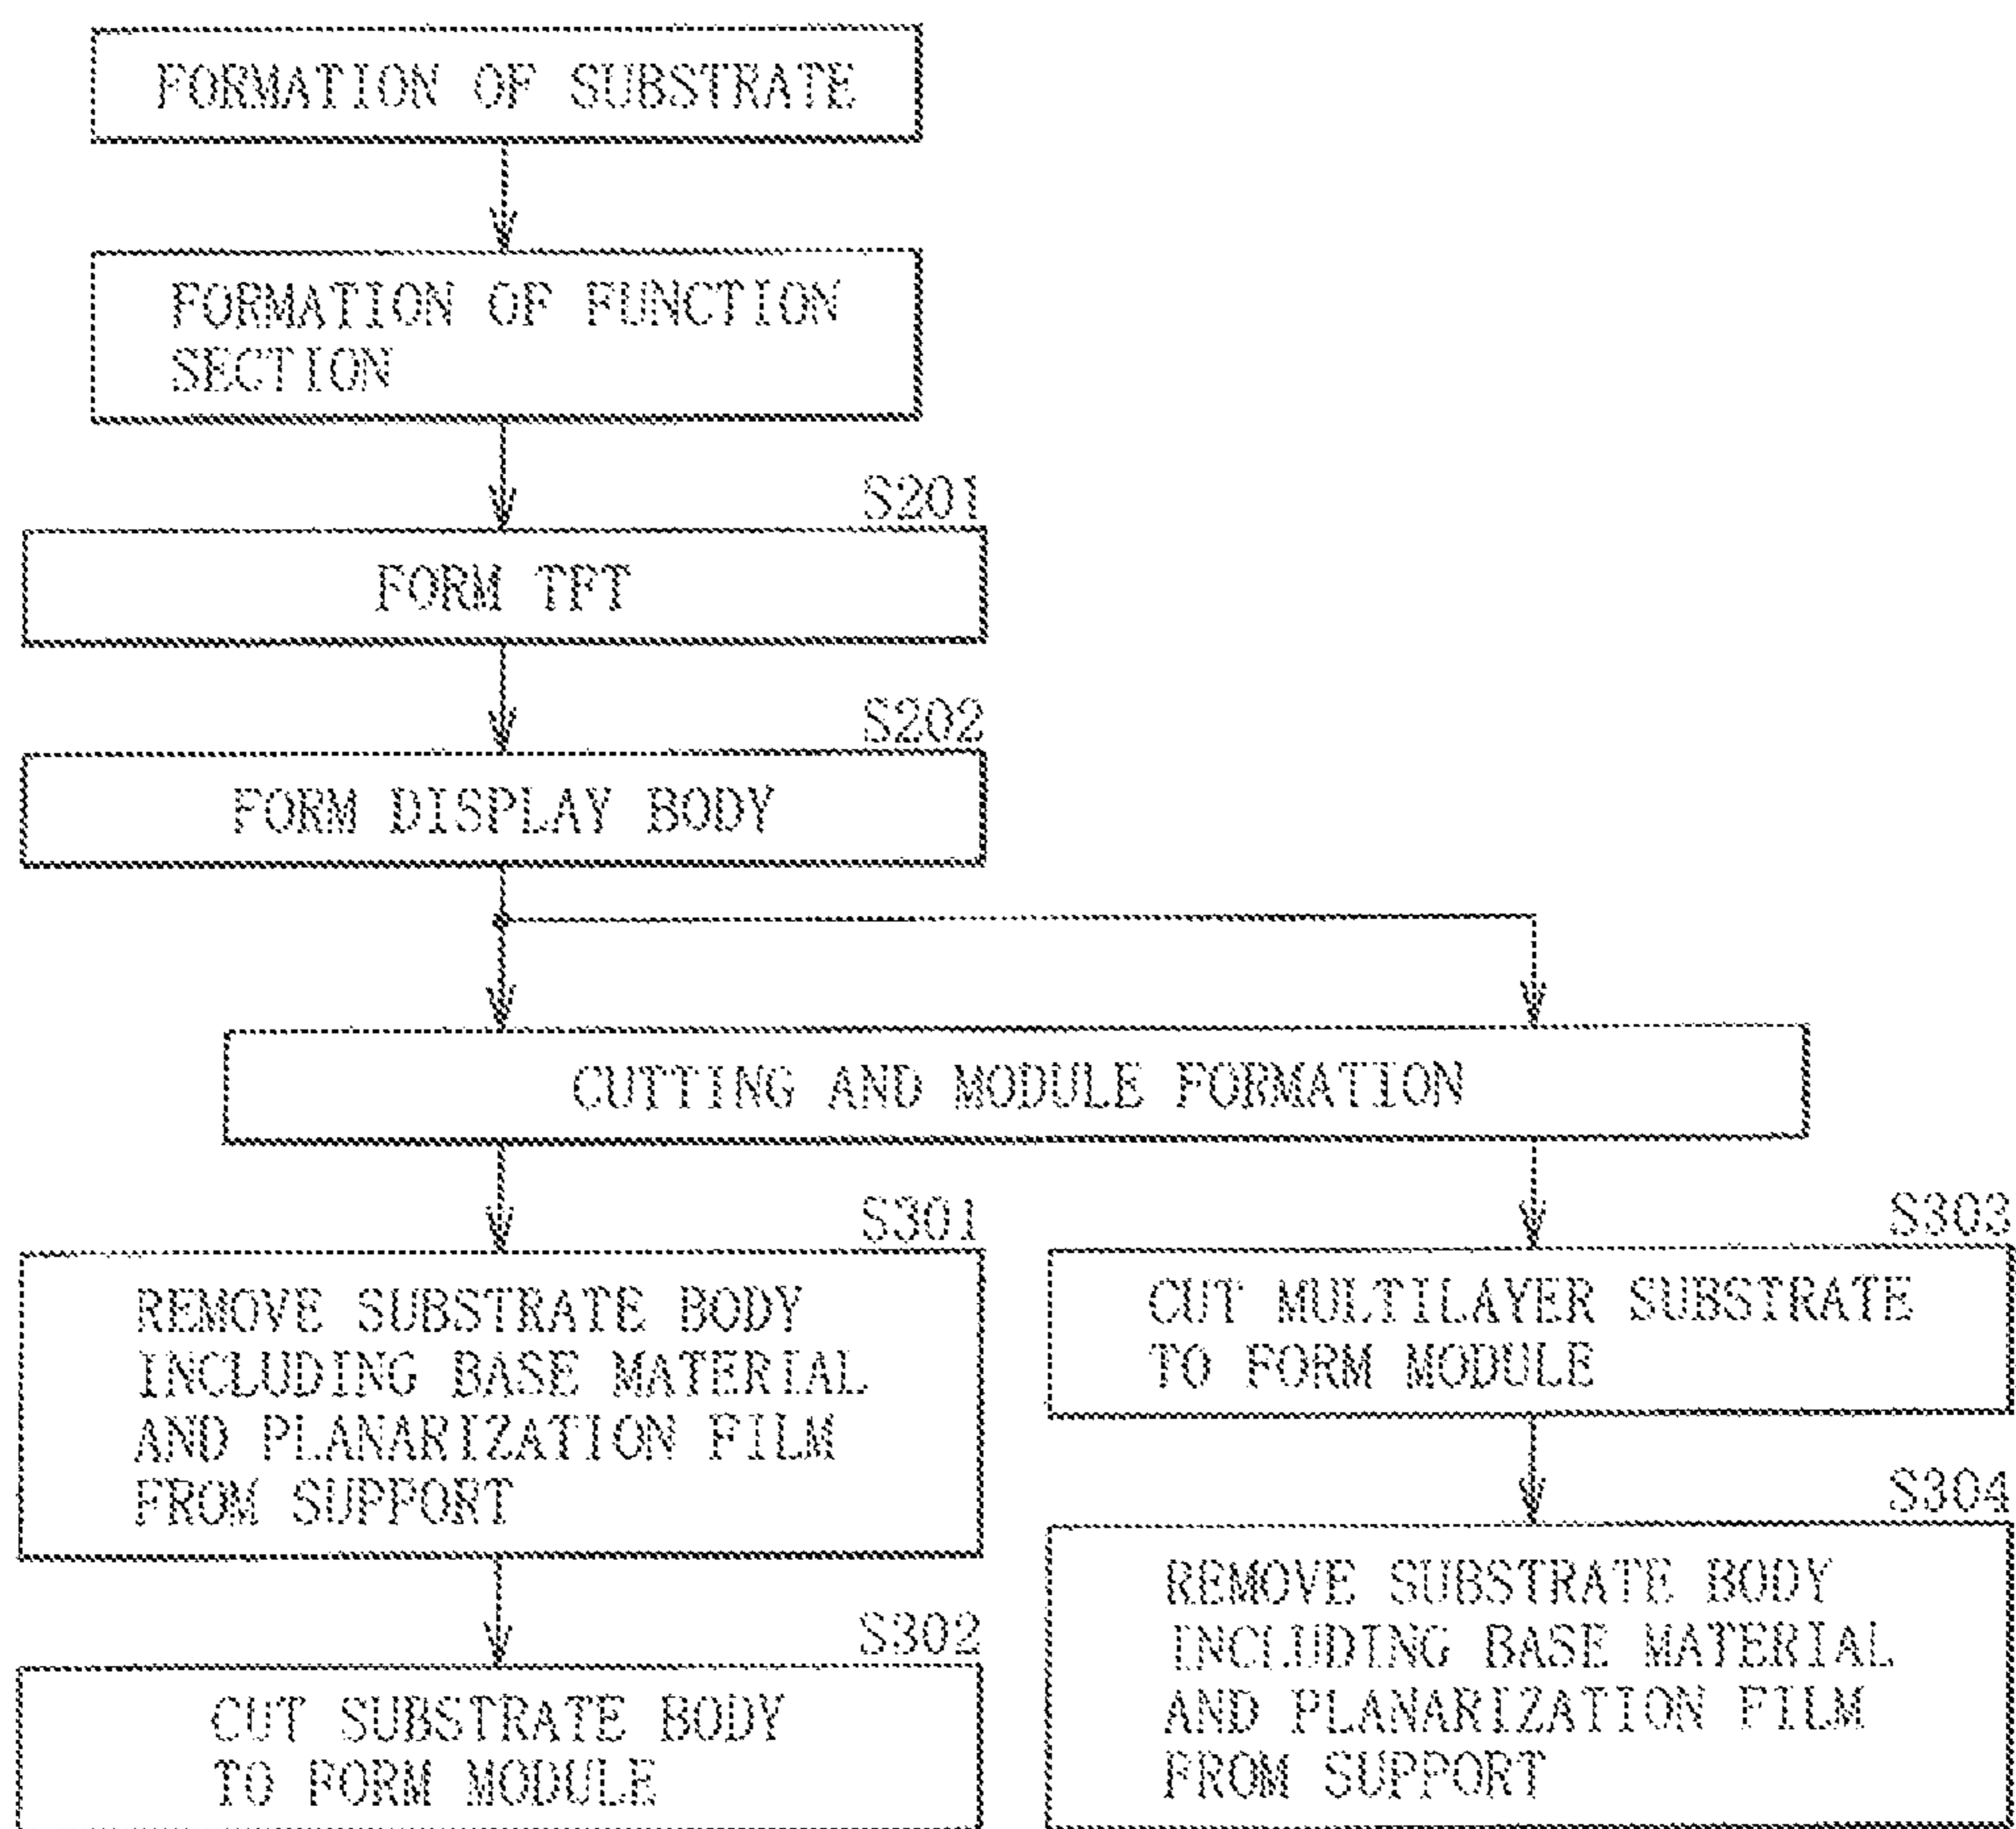 FORMATION OF SUBSTRATE
FORMATION OF FUNCTION
SECTION
S201
FORM TFT
S202
FORM DISPLAY BODY
CUTTING AND MODULE FORMATION
S301
REMOVE SUBSTRATE BODY
INCLUDING BASE MATERIAL
AND PLANARIZATION FILM
FROM SUPPORT
S302
CUT SUBSTRATE BODY
TO FORM MODULE
S303
CUT MULTILAYER SUBSTRATE
TO FORM MODULE
S304
REMOVE SUBSTRATE BODY
INCLUDING BASE MATERIAL
AND PLANARIZATION FILM
FROM SUPPORT